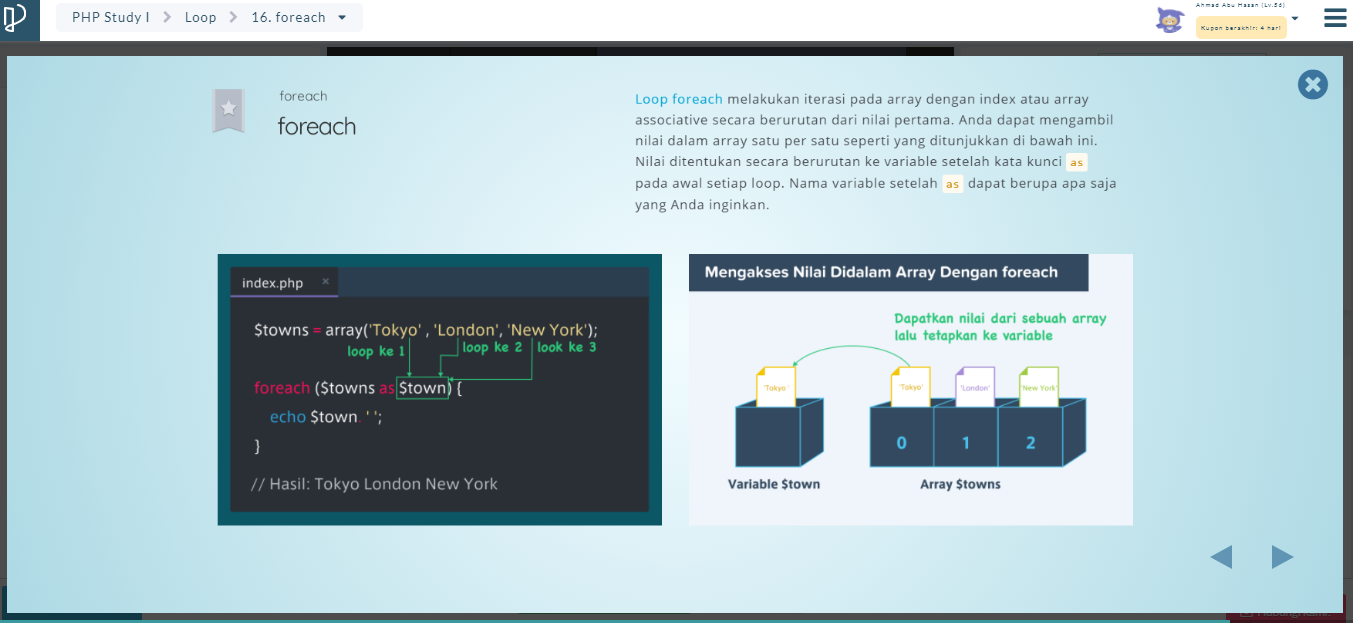 PHP Study I > Loop > 16. foreach
Ahmad Abu Hasan (Lv.56)
Kupon berakhir: 4 hari
foreach
foreach
Loop foreach melakukan iterasi pada array dengan index atau array
associative secara berurutan dari nilai pertama. Anda dapat mengambil
nilai dalam array satu per satu seperti yang ditunjukkan di bawah ini.
Nilai ditentukan secara berurutan ke variable setelah kata kunci as
pada awal setiap loop. Nama variable setelah as dapat berupa apa saja
yang Anda inginkan.
index.php ×
$towns = array('Tokyo' , 'London', 'New York');
loop ke 1 loop ke 2 look ke 3
foreach ($towns as $town) {
echo $town. ' ';
}
// Hasil: Tokyo London New York
Mengakses Nilai Didalam Array Dengan foreach
Dapatkan nilai dari sebuah array
lalu tetapkan ke variable
'Tokyo' 'Tokyo' 'London' 'New York'
0 1 2
Variable $town Array $towns